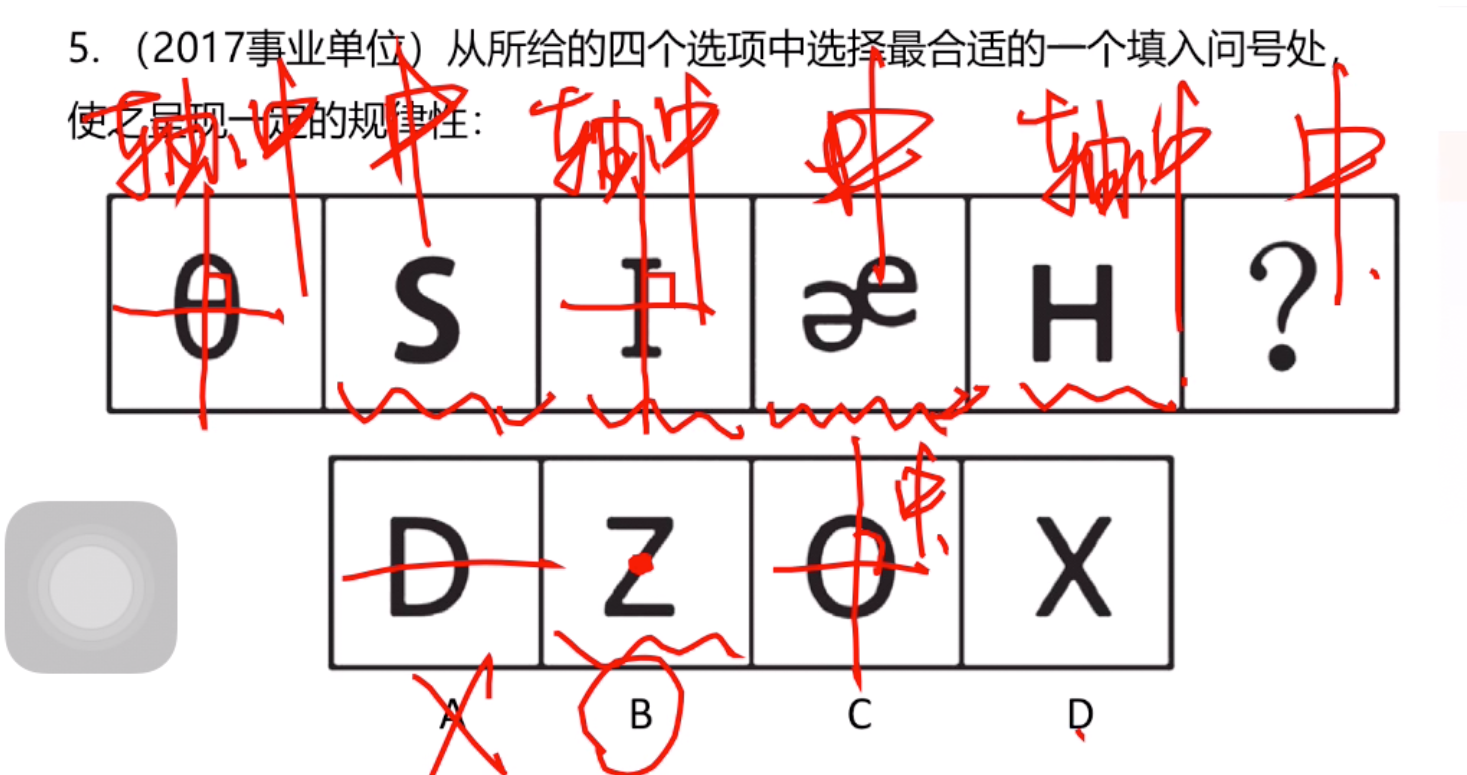 5. （2017事业单位）从所给的四个选项中选择最合适的一个填入问号处，
使之呈现一定的规律性：
轴中 中 轴中 中 轴中 中
θ S I əe H ?
中
D Z O X
A B C D